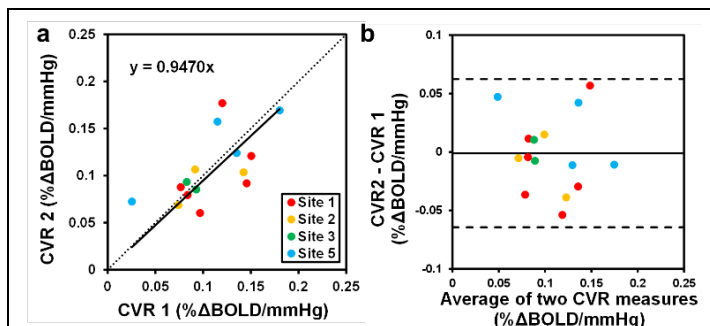 a
b
0.25
0.2
0.15
0.1
0.05
0
CVR 2 (%ΔBOLD/mmHg)
y = 0.9470x
Site 1
Site 2
Site 3
Site 5
0
0.05
0.1
0.15
0.2
0.25
CVR 1 (%ΔBOLD/mmHg)
0.1
0.05
0
-0.05
-0.1
CVR2 - CVR 1
(%ΔBOLD/mmHg)
0
0.05
0.1
0.15
0.2
0.25
Average of two CVR measures
(%ΔBOLD/mmHg)